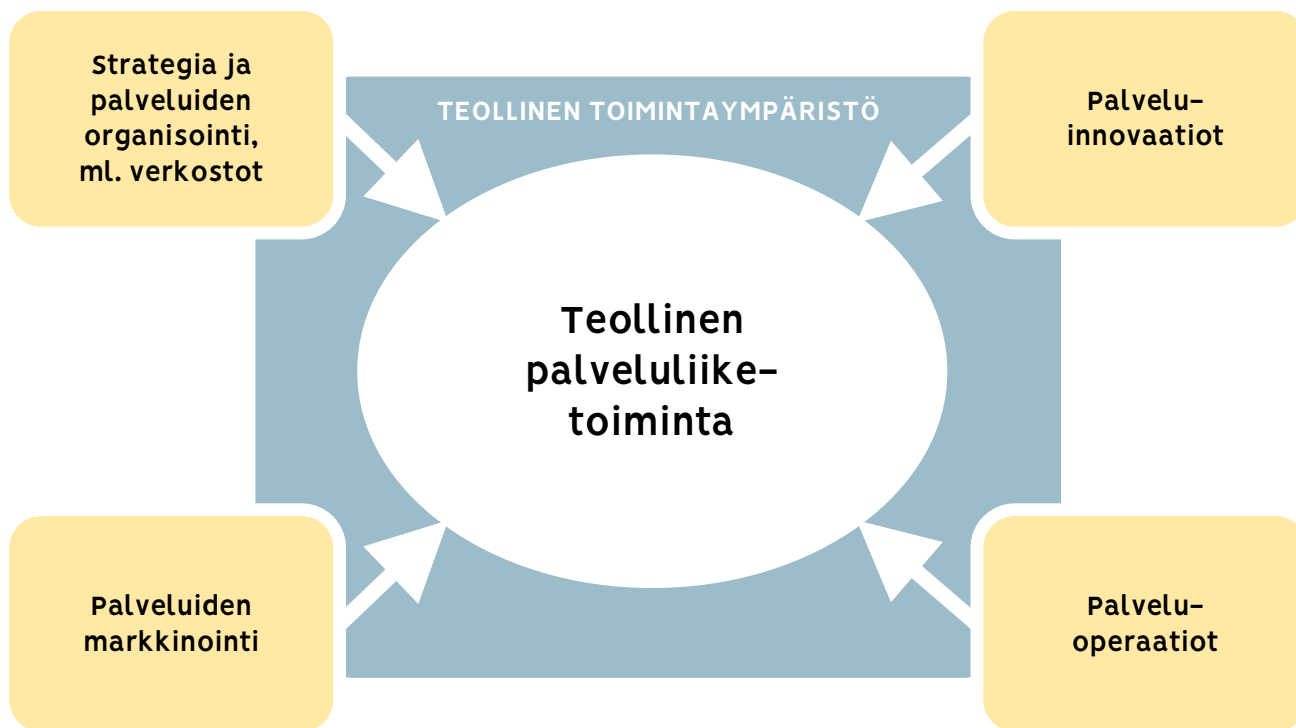 Strategia ja
palveluiden
organisointi,
ml. verkostot
TEOLLINEN TOIMINTAYMPÄRISTÖ
Palvelu-
innovaatiot
Teollinen
palveluliike-
toiminta
Palveluiden
markkinointi
Palvelu-
operaatiot